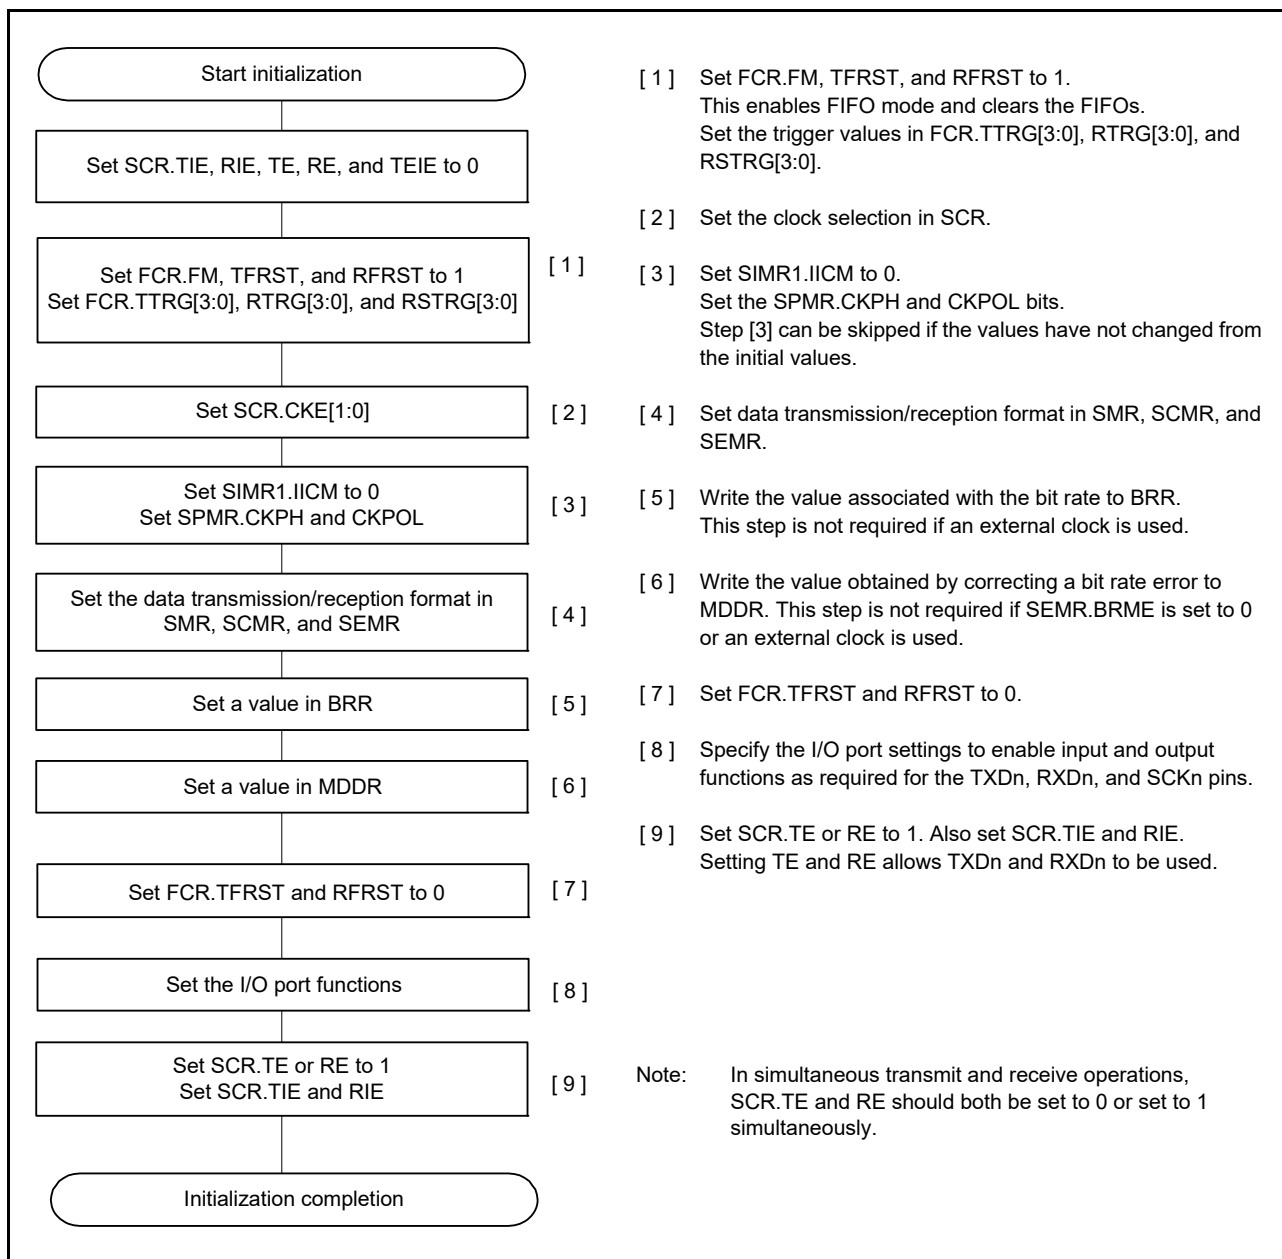 Start initialization
Set SCR.TIE, RIE, TE, RE, and TEIE to 0
Set FCR.FM, TFRST, and RFRST to 1
Set FCR.TTRG[3:0], RTRG[3:0], and RSTRG[3:0]
[ 1 ]
Set SCR.CKE[1:0]
[ 2 ]
Set SIMR1.IICM to 0
Set SPMR.CKPH and CKPOL
[ 3 ]
Set the data transmission/reception format in
SMR, SCMR, and SEMR
[ 4 ]
Set a value in BRR
[ 5 ]
Set a value in MDDR
[ 6 ]
Set FCR.TFRST and RFRST to 0
[ 7 ]
Set the I/O port functions
[ 8 ]
Set SCR.TE or RE to 1
Set SCR.TIE and RIE
[ 9 ]
Initialization completion
[ 1 ] Set FCR.FM, TFRST, and RFRST to 1.
This enables FIFO mode and clears the FIFOs.
Set the trigger values in FCR.TTRG[3:0], RTRG[3:0], and
RSTRG[3:0].
[ 2 ] Set the clock selection in SCR.
[ 3 ] Set SIMR1.IICM to 0.
Set the SPMR.CKPH and CKPOL bits.
Step [3] can be skipped if the values have not changed from
the initial values.
[ 4 ] Set data transmission/reception format in SMR, SCMR, and
SEMR.
[ 5 ] Write the value associated with the bit rate to BRR.
This step is not required if an external clock is used.
[ 6 ] Write the value obtained by correcting a bit rate error to
MDDR. This step is not required if SEMR.BRME is set to 0
or an external clock is used.
[ 7 ] Set FCR.TFRST and RFRST to 0.
[ 8 ] Specify the I/O port settings to enable input and output
functions as required for the TXDn, RXDn, and SCKn pins.
[ 9 ] Set SCR.TE or RE to 1. Also set SCR.TIE and RIE.
Setting TE and RE allows TXDn and RXDn to be used.
Note: In simultaneous transmit and receive operations,
SCR.TE and RE should both be set to 0 or set to 1
simultaneously.